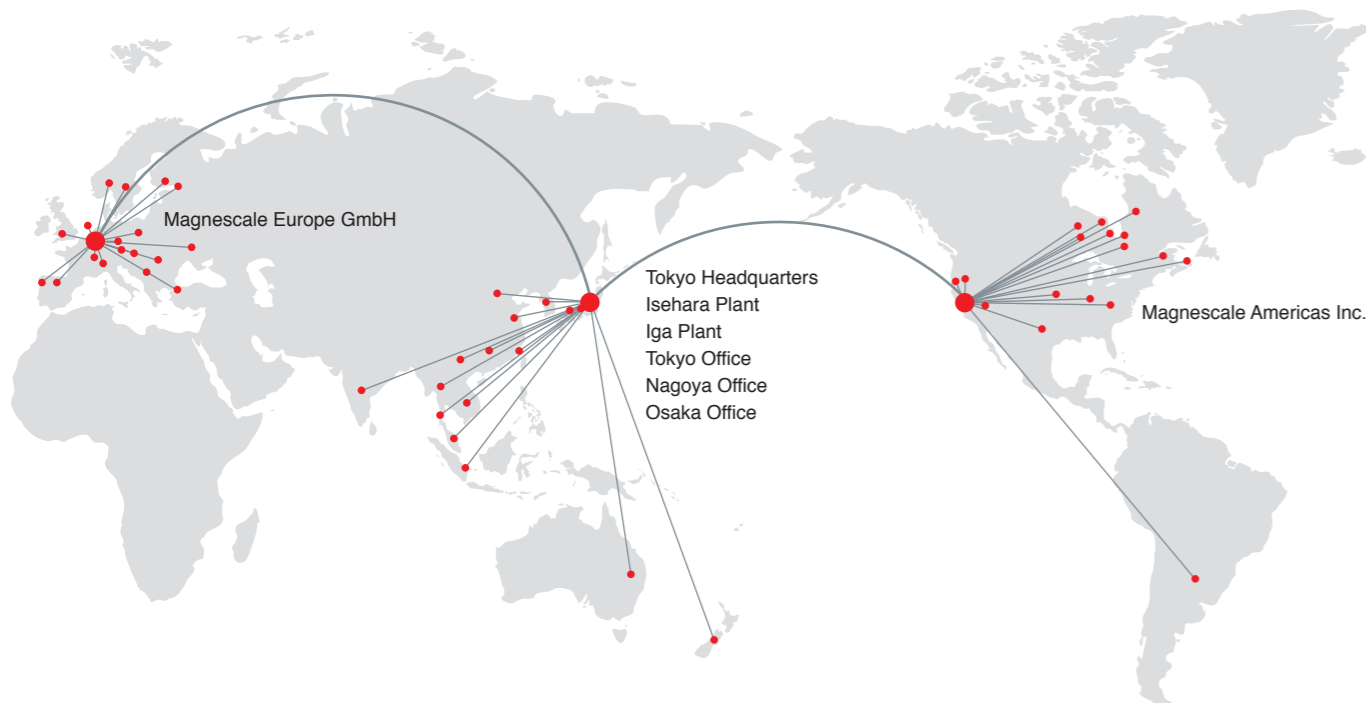 Magnescale Europe GmbH
Tokyo Headquarters
Isehara Plant
Iga Plant
Tokyo Office
Nagoya Office
Osaka Office
Magnescale Americas Inc.